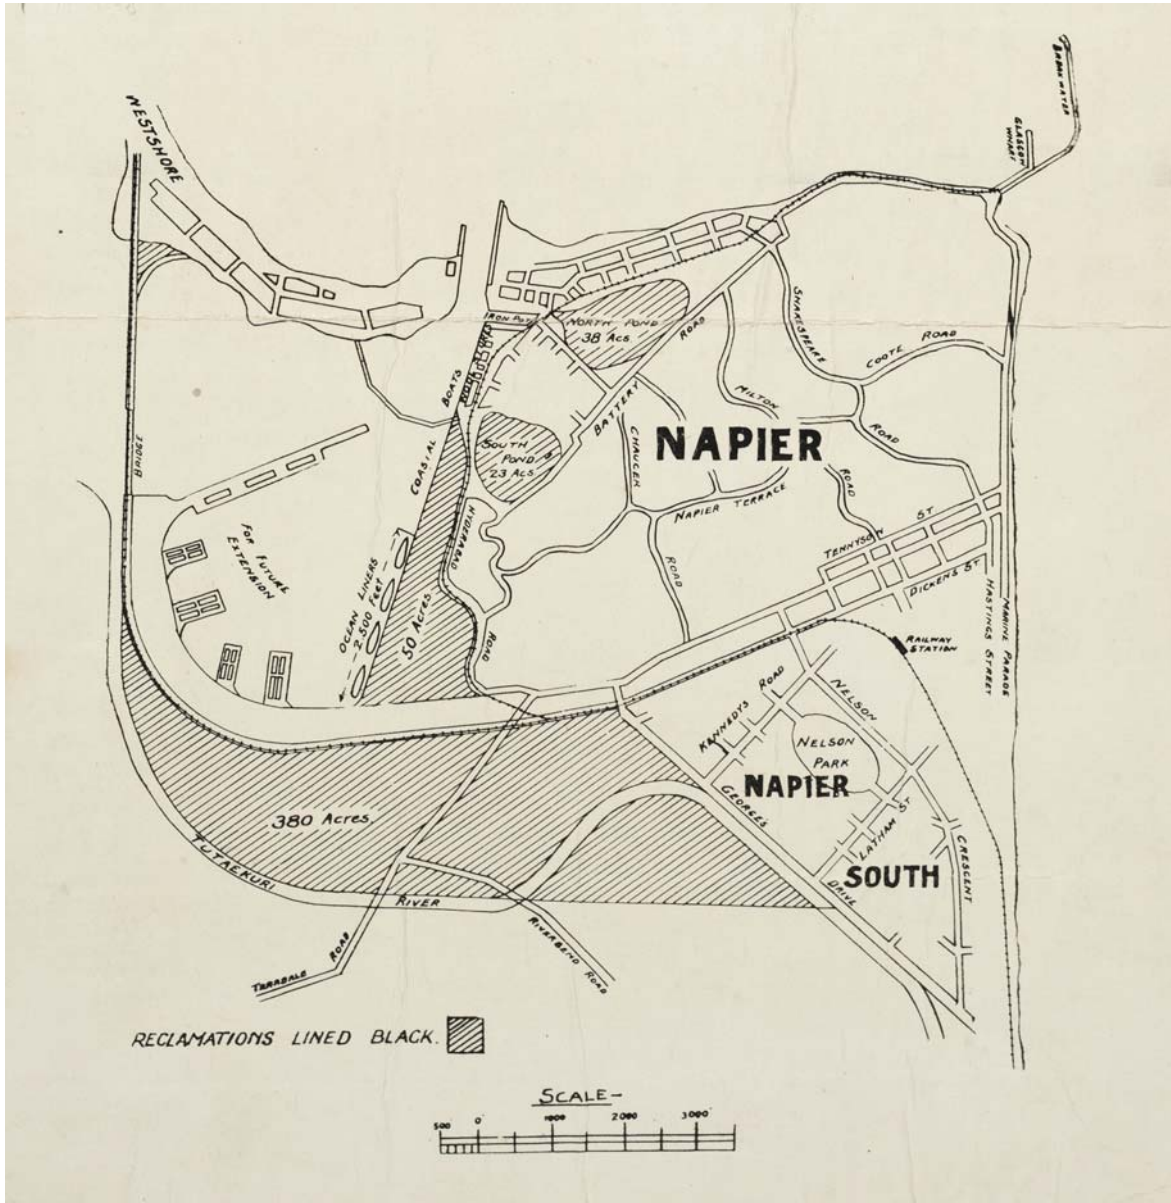 WESTSHORE
BREAKWATER
GLASGOW
WHARF
IRON POT
NORTH POND
38 ACS.
BATTERY
ROAD
SHAKESPEARE
ROAD
COOTE ROAD
MILTON
ROAD
NAPIER
CHAUCER
ROAD
NAPIER TERRACE
COASTAL
BOATS
SOUTH
POND
23 ACS.
HYDERABAD
ROAD
BRIDGE
FOR FUTURE
EXTENSION
OCEAN LINERS
2,500 Feet
50 Acres.
TENNYSON ST
DICKENS ST
HASTINGS STREET
MARINE PARADE
RAILWAY
STATION
KENNEDYS ROAD
NELSON
CRESCENT
NELSON
PARK
NAPIER
SOUTH
LATHAM ST
GEORGES
DRIVE
380 Acres.
TUTAEKURI
RIVER
TARADALE ROAD
RIVERBEND ROAD
RECLAMATIONS LINED BLACK.
SCALE-
500 0 1000 2000 3000